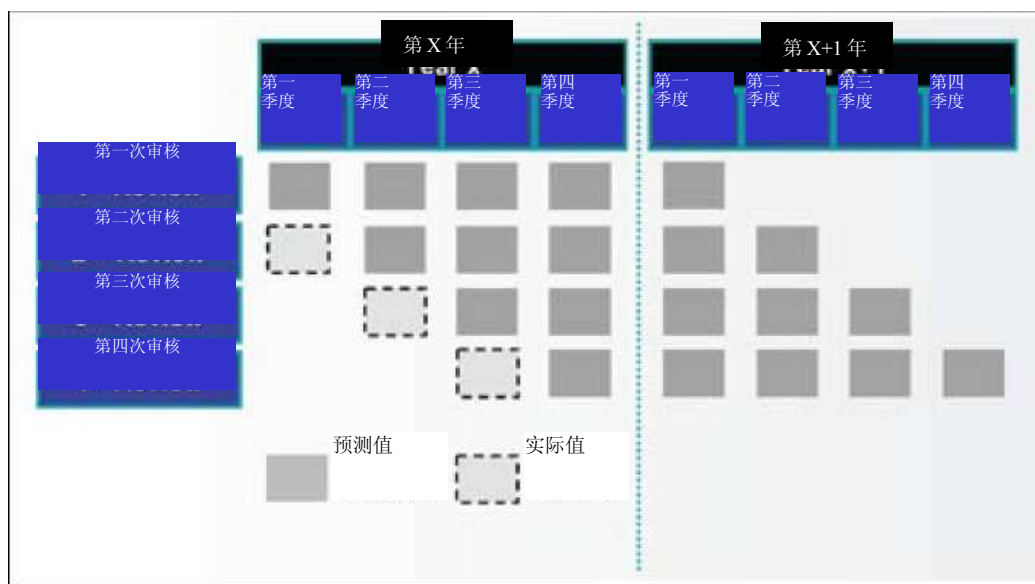 第 X 年
第 X+1 年
第一
季度
第二
季度
第三
季度
第四
季度
第一
季度
第二
季度
第三
季度
第四
季度
第一次审核
第二次审核
第三次审核
第四次审核
预测值
实际值